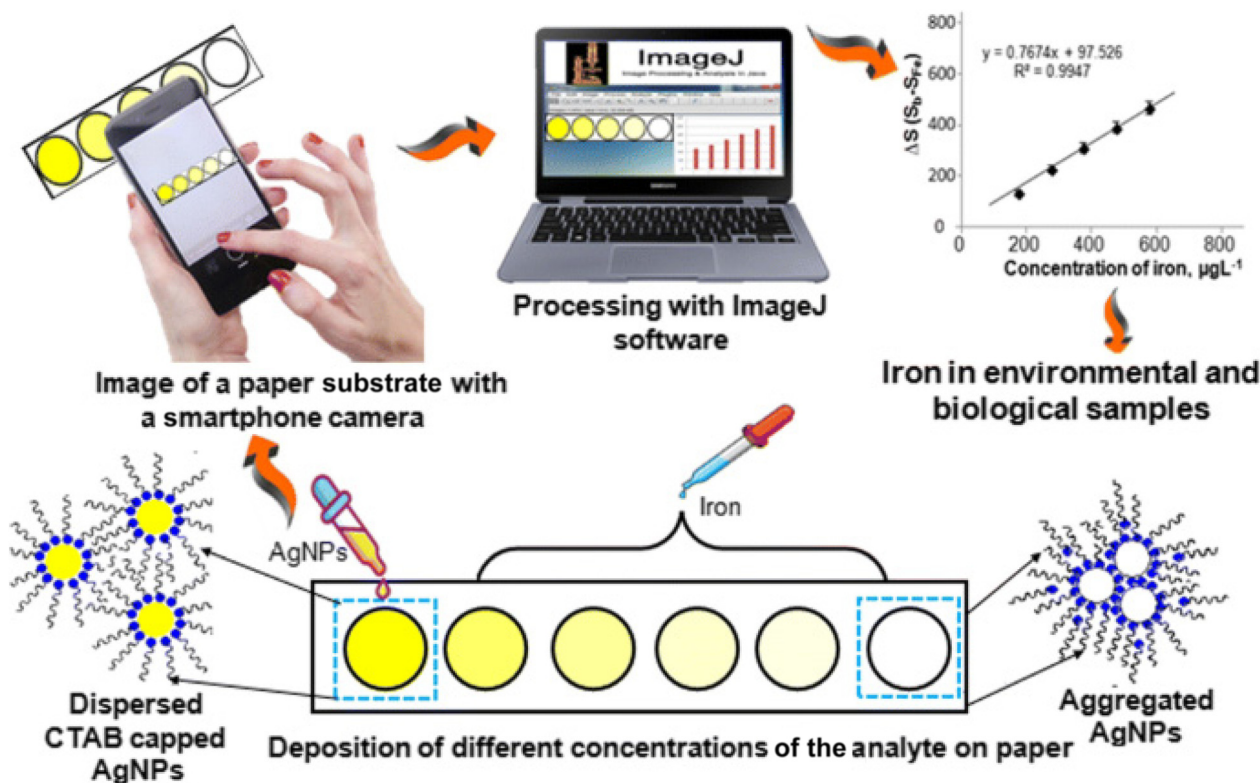 ImageJ
Image Processing & Analysis in Java
Processing with ImageJ
software
800
600
400
200
0
ΔS (Sb-SFe)
y = 0.7674x + 97.526
R² = 0.9947
0 200 400 600 800
Concentration of iron, µgL⁻¹
Image of a paper substrate with
a smartphone camera
Iron in environmental and
biological samples
AgNPs
Iron
Dispersed
CTAB capped
AgNPs
Aggregated
AgNPs
Deposition of different concentrations of the analyte on paper